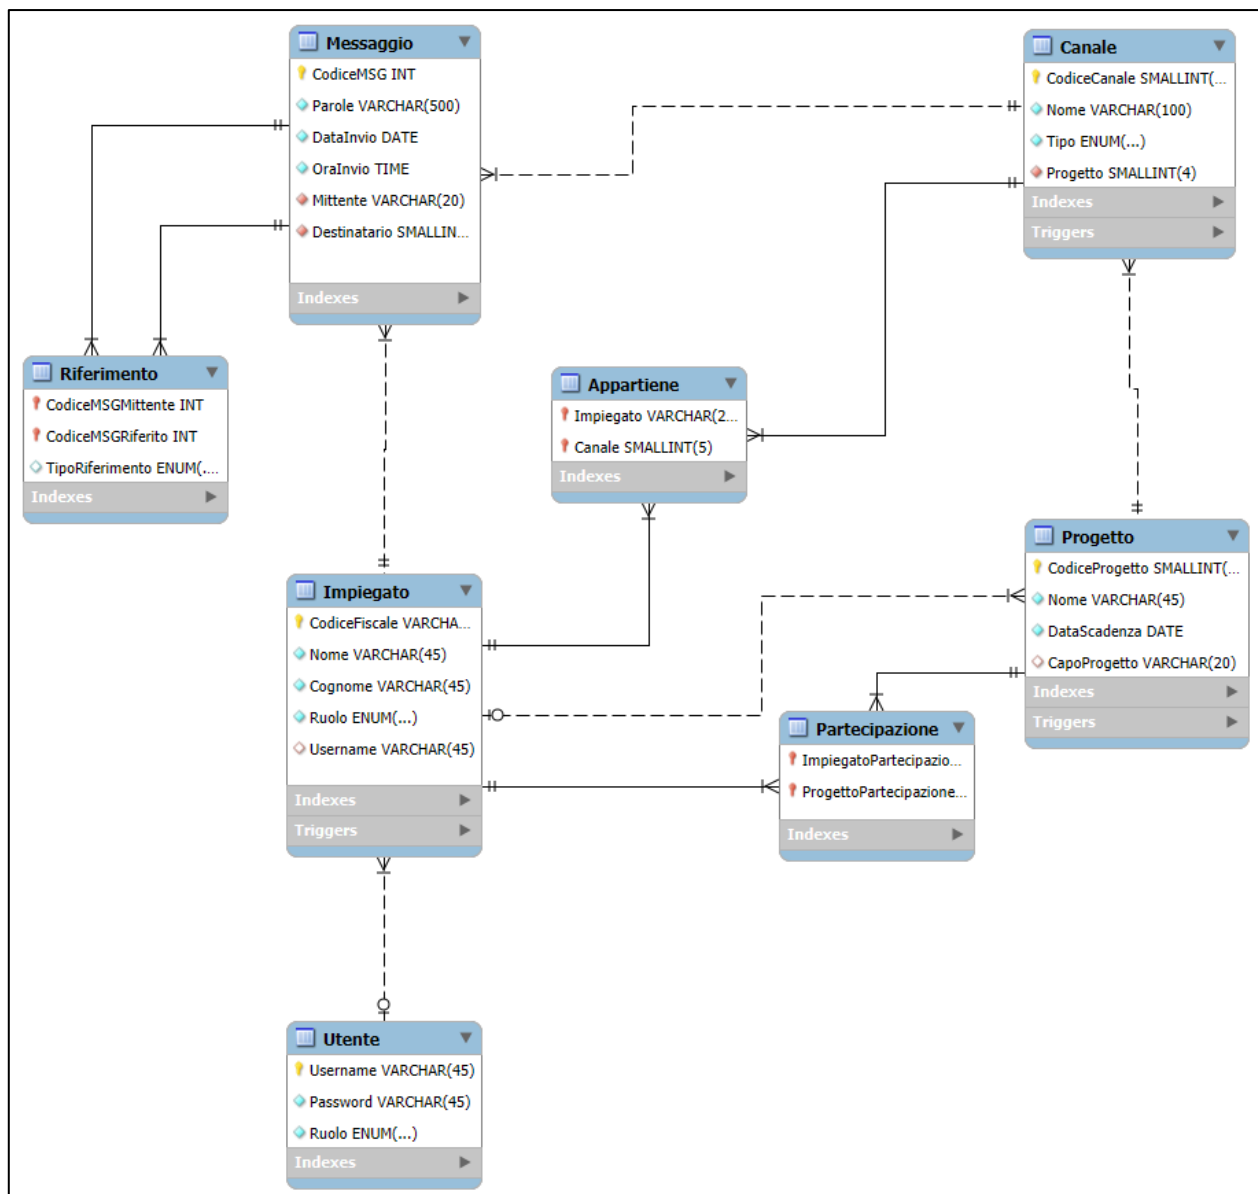 Messaggio
CodiceMSG INT
Parole VARCHAR(500)
DataInvio DATE
OraInvio TIME
Mittente VARCHAR(20)
Destinatario SMALLIN...
Indexes
Canale
CodiceCanale SMALLINT(...
Nome VARCHAR(100)
Tipo ENUM(...)
Progetto SMALLINT(4)
Indexes
Triggers
Riferimento
CodiceMSGMittente INT
CodiceMSGRiferito INT
TipoRiferimento ENUM(....
Indexes
Appartiene
Impiegato VARCHAR(2...
Canale SMALLINT(5)
Indexes
Impiegato
CodiceFiscale VARCHA...
Nome VARCHAR(45)
Cognome VARCHAR(45)
Ruolo ENUM(...)
Username VARCHAR(45)
Indexes
Triggers
Progetto
CodiceProgetto SMALLINT(...
Nome VARCHAR(45)
DataScadenza DATE
CapoProgetto VARCHAR(20)
Indexes
Triggers
Partecipazione
ImpiegatoPartecipazio...
ProgettoPartecipazione...
Indexes
Utente
Username VARCHAR(45)
Password VARCHAR(45)
Ruolo ENUM(...)
Indexes